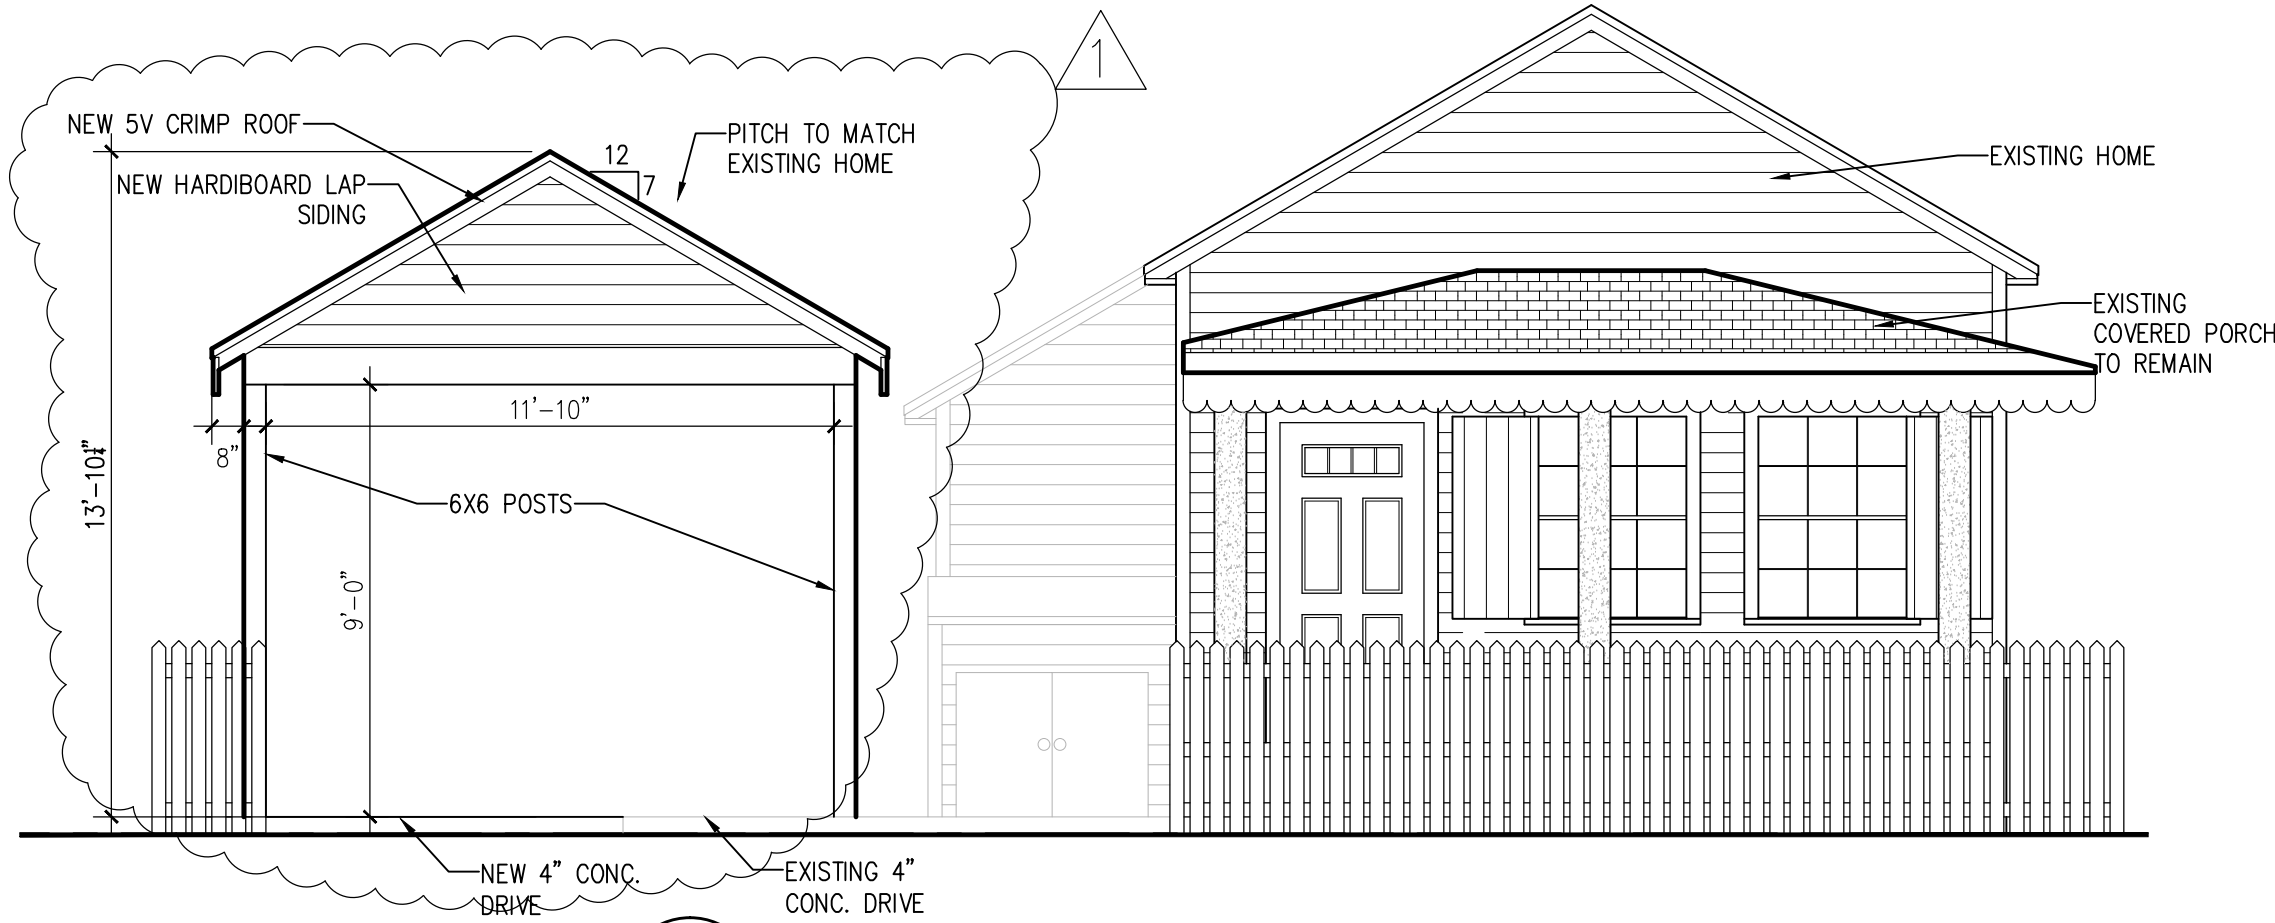 1
NEW 5V CRIMP ROOF
PITCH TO MATCH
EXISTING HOME
12
7
NEW HARDIBOARD LAP
SIDING
EXISTING HOME
EXISTING
COVERED PORCH
TO REMAIN
11'-10"
8"
13'-10
6X6 POSTS
9'-0"
NEW 4" CONC.
DRIVE
EXISTING 4"
CONC. DRIVE